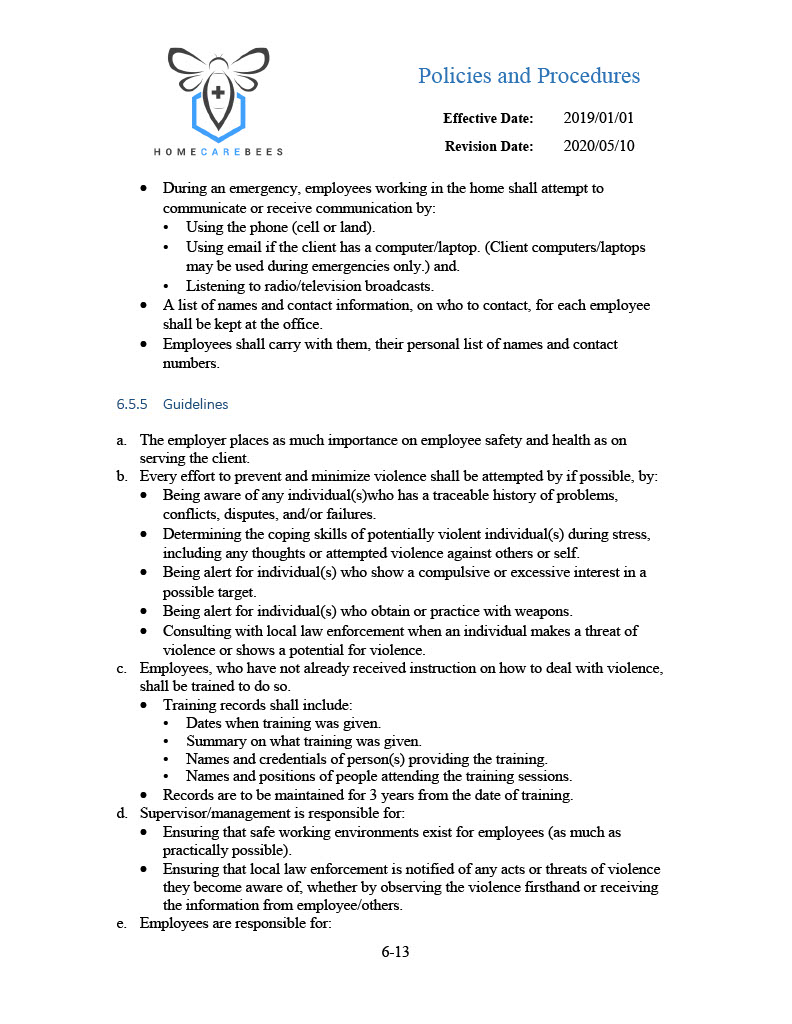 Policies and Procedures
Effective Date: 2019/01/01
Revision Date: 2020/05/10
HOMECAREBEES
• During an emergency, employees working in the home shall attempt to
communicate or receive communication by:
• Using the phone (cell or land).
• Using email if the client has a computer/laptop. (Client computers/laptops
may be used during emergencies only.) and.
• Listening to radio/television broadcasts.
• A list of names and contact information, on who to contact, for each employee
shall be kept at the office.
• Employees shall carry with them, their personal list of names and contact
numbers.
6.5.5 Guidelines
a. The employer places as much importance on employee safety and health as on
serving the client.
b. Every effort to prevent and minimize violence shall be attempted by if possible, by:
• Being aware of any individual(s)who has a traceable history of problems,
conflicts, disputes, and/or failures.
• Determining the coping skills of potentially violent individual(s) during stress,
including any thoughts or attempted violence against others or self.
• Being alert for individual(s) who show a compulsive or excessive interest in a
possible target.
• Being alert for individual(s) who obtain or practice with weapons.
• Consulting with local law enforcement when an individual makes a threat of
violence or shows a potential for violence.
c. Employees, who have not already received instruction on how to deal with violence,
shall be trained to do so.
• Training records shall include:
• Dates when training was given.
• Summary on what training was given.
• Names and credentials of person(s) providing the training.
• Names and positions of people attending the training sessions.
• Records are to be maintained for 3 years from the date of training.
d. Supervisor/management is responsible for:
• Ensuring that safe working environments exist for employees (as much as
practically possible).
• Ensuring that local law enforcement is notified of any acts or threats of violence
they become aware of, whether by observing the violence firsthand or receiving
the information from employee/others.
e. Employees are responsible for:
6-13